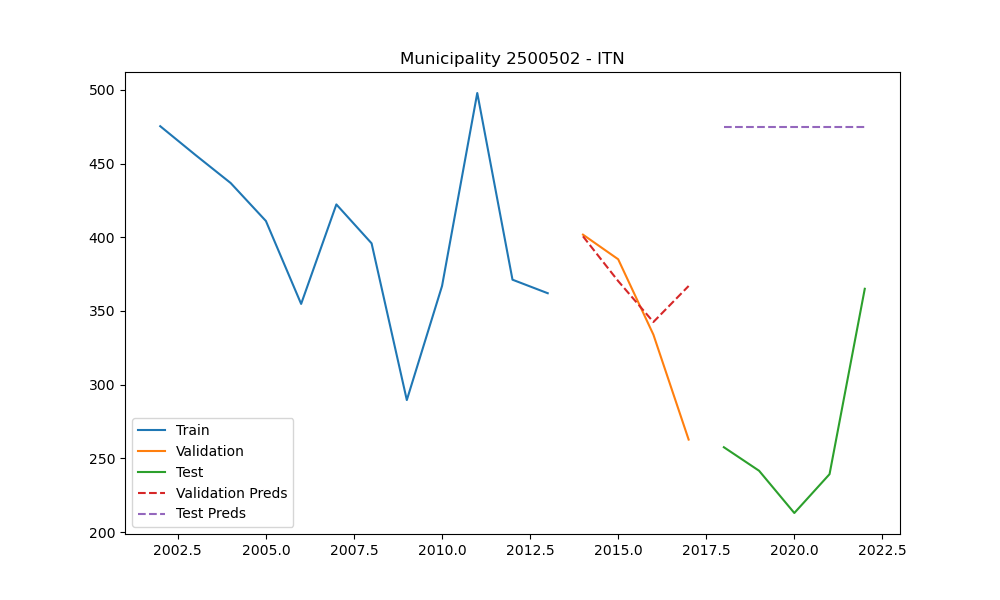 Municipality 2500502 - ITN
500
450
400
350
300
250
200
Train
Validation
Test
Validation Preds
Test Preds
2002.5 2005.0 2007.5 2010.0 2012.5 2015.0 2017.5 2020.0 2022.5